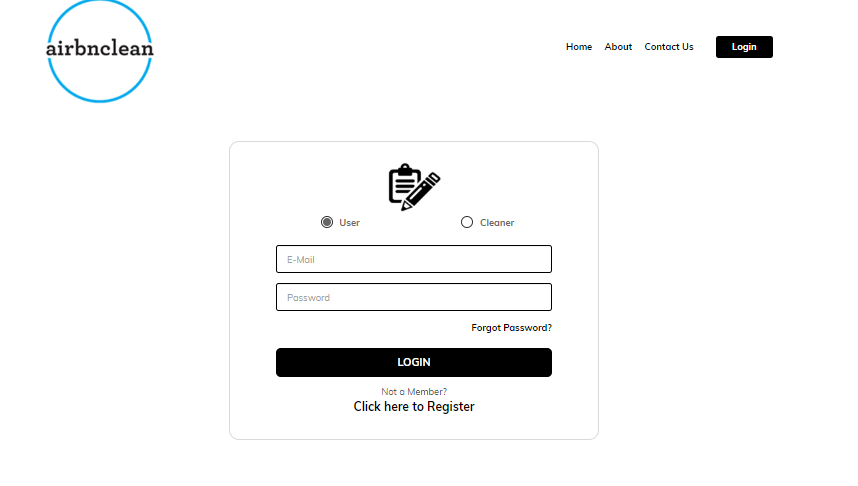 airbnclean
Home About Contact Us Login
User Cleaner
E-Mail
Password
Forgot Password?
LOGIN
Not a Member?
Click here to Register